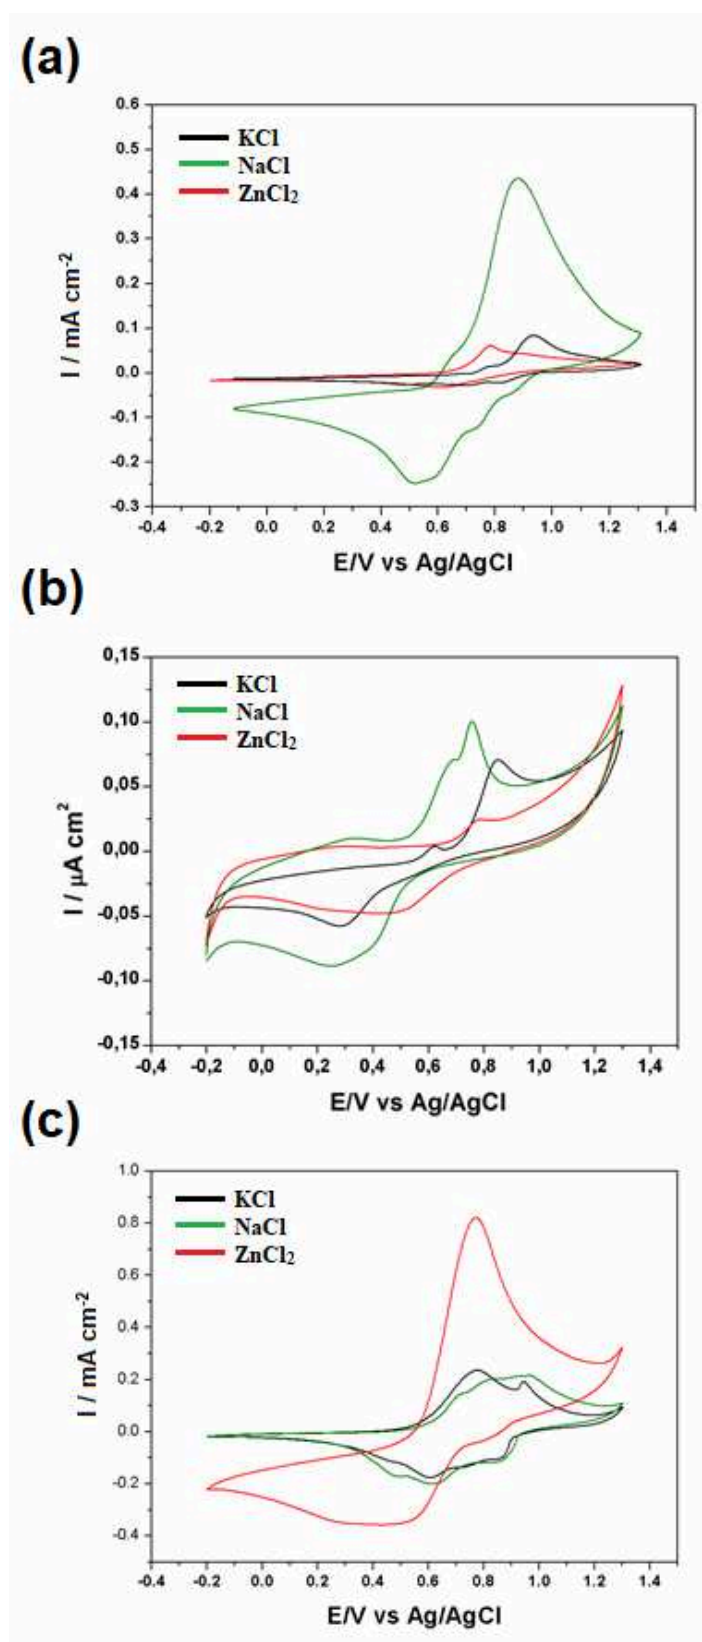 (a)
0.6
0.5
0.4
0.3
0.2
0.1
0.0
-0.1
-0.2
-0.3
I / mA cm-2
KCl
NaCl
ZnCl2
-0.4 -0.2 0.0 0.2 0.4 0.6 0.8 1.0 1.2 1.4
E/V vs Ag/AgCl
(b)
0,15
0,10
0,05
0,00
-0,05
-0,10
-0,15
I / µA cm2
KCl
NaCl
ZnCl2
-0,4 -0,2 0,0 0,2 0,4 0,6 0,8 1,0 1,2 1,4
E/V vs Ag/AgCl
(c)
1.0
0.8
0.6
0.4
0.2
0.0
-0.2
-0.4
I / mA cm-2
KCl
NaCl
ZnCl2
-0.4 -0.2 0.0 0.2 0.4 0.6 0.8 1.0 1.2 1.4
E/V vs Ag/AgCl